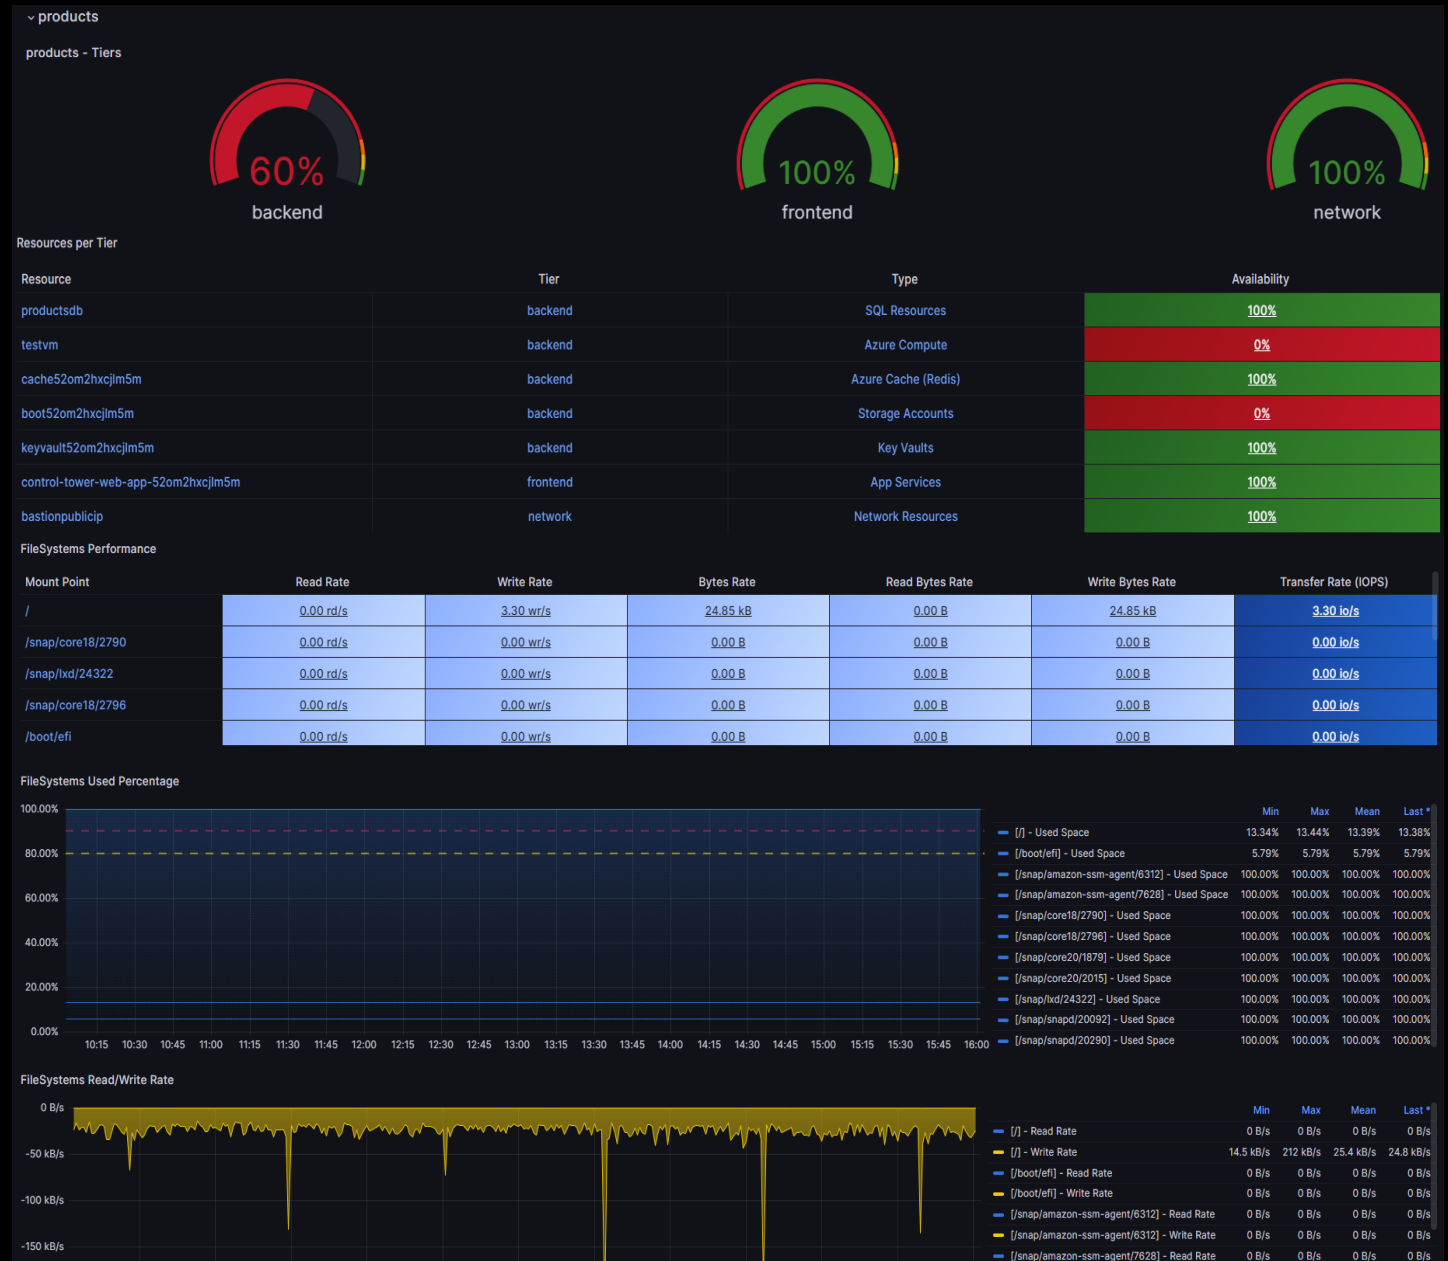 products
products - Tiers
60% 100% 100%
backend frontend network
Resources per Tier
Resource Tier Type Availability
productsdb backend SQL Resources 100%
testvm backend Azure Compute 0%
cache52om2hxcjlm5m backend Azure Cache (Redis) 100%
boot52om2hxcjlm5m backend Storage Accounts 0%
keyvault52om2hxcjlm5m backend Key Vaults 100%
control-tower-web-app-52om2hxcjlm5m frontend App Services 100%
bastionpublicip network Network Resources 100%
FileSystems Performance
Mount Point Read Rate Write Rate Bytes Rate Read Bytes Rate Write Bytes Rate Transfer Rate (IOPS)
/ 0.00 rd/s 3.30 wr/s 24.85 kB 0.00 B 24.85 kB 3.30 io/s
/snap/core18/2790 0.00 rd/s 0.00 wr/s 0.00 B 0.00 B 0.00 B 0.00 io/s
/snap/lxd/24322 0.00 rd/s 0.00 wr/s 0.00 B 0.00 B 0.00 B 0.00 io/s
/snap/core18/2796 0.00 rd/s 0.00 wr/s 0.00 B 0.00 B 0.00 B 0.00 io/s
/boot/efi 0.00 rd/s 0.00 wr/s 0.00 B 0.00 B 0.00 B 0.00 io/s
FileSystems Used Percentage
100.00%
80.00%
60.00%
40.00%
20.00%
0.00%
10:15 10:30 10:45 11:00 11:15 11:30 11:45 12:00 12:15 12:30 12:45 13:00 13:15 13:30 13:45 14:00 14:15 14:30 14:45 15:00 15:15 15:30 15:45 16:00
Min Max Mean Last *
[/] - Used Space 13.34% 13.44% 13.39% 13.38%
[/boot/efi] - Used Space 5.79% 5.79% 5.79% 5.79%
[/snap/amazon-ssm-agent/6312] - Used Space 100.00% 100.00% 100.00% 100.00%
[/snap/amazon-ssm-agent/7628] - Used Space 100.00% 100.00% 100.00% 100.00%
[/snap/core18/2790] - Used Space 100.00% 100.00% 100.00% 100.00%
[/snap/core18/2796] - Used Space 100.00% 100.00% 100.00% 100.00%
[/snap/core20/1879] - Used Space 100.00% 100.00% 100.00% 100.00%
[/snap/core20/2015] - Used Space 100.00% 100.00% 100.00% 100.00%
[/snap/lxd/24322] - Used Space 100.00% 100.00% 100.00% 100.00%
[/snap/snapd/20092] - Used Space 100.00% 100.00% 100.00% 100.00%
[/snap/snapd/20290] - Used Space 100.00% 100.00% 100.00% 100.00%
FileSystems Read/Write Rate
0 B/s
-50 kB/s
-100 kB/s
-150 kB/s
Min Max Mean Last *
[/] - Read Rate 0 B/s 0 B/s 0 B/s 0 B/s
[/] - Write Rate 14.5 kB/s 212 kB/s 25.4 kB/s 24.8 kB/s
[/boot/efi] - Read Rate 0 B/s 0 B/s 0 B/s 0 B/s
[/boot/efi] - Write Rate 0 B/s 0 B/s 0 B/s 0 B/s
[/snap/amazon-ssm-agent/6312] - Read Rate 0 B/s 0 B/s 0 B/s 0 B/s
[/snap/amazon-ssm-agent/6312] - Write Rate 0 B/s 0 B/s 0 B/s 0 B/s
[/snap/amazon-ssm-agent/7628] - Read Rate 0 B/s 0 B/s 0 B/s 0 B/s